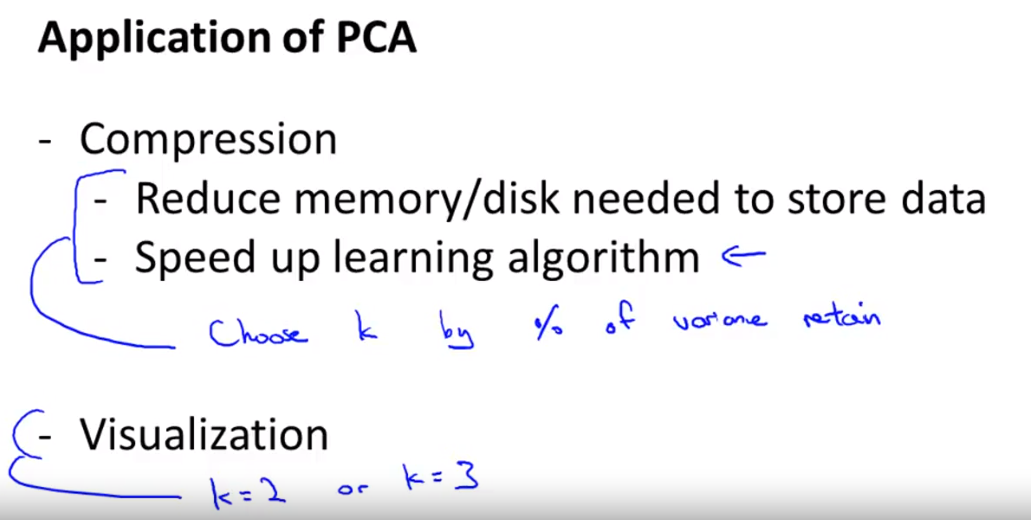 Application of PCA
- Compression
- Reduce memory/disk needed to store data
- Speed up learning algorithm ←
Choose k by % of variance retain
- Visualization
k=2 or k=3